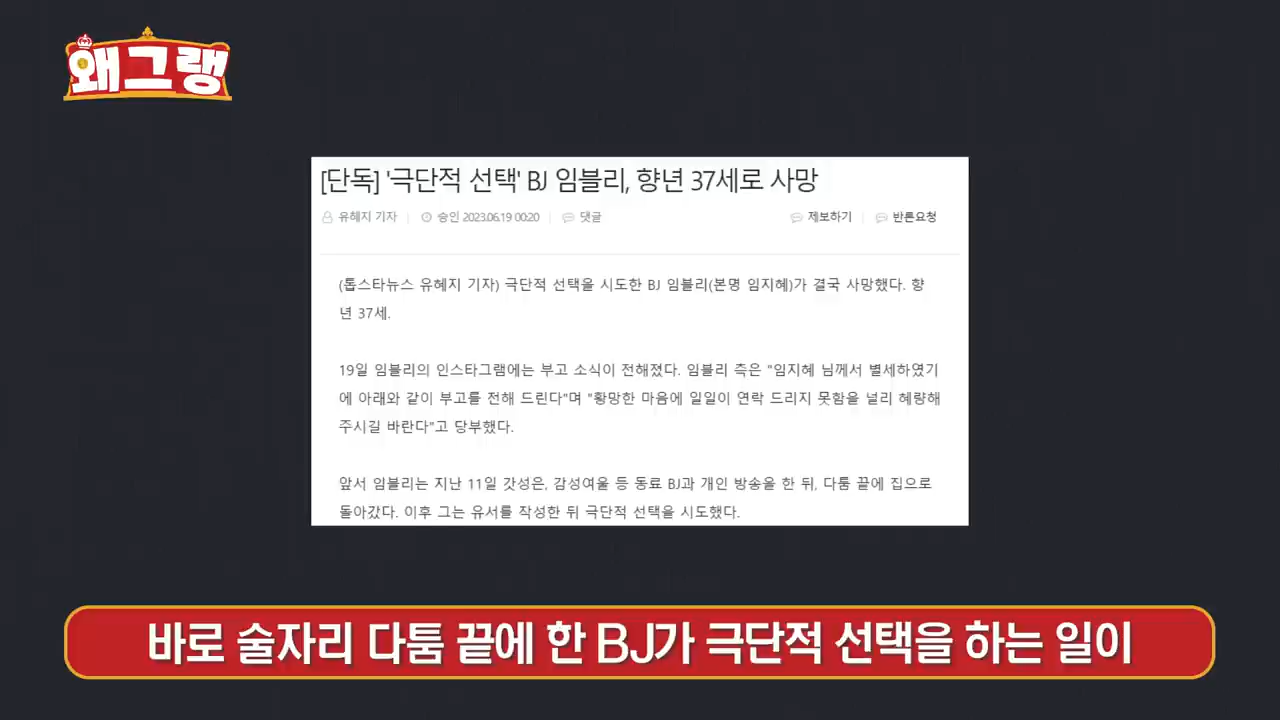 왜그랭
[단독] '극단적 선택' BJ 임블리, 향년 37세로 사망
유혜지 기자 | 승인 2023.06.19 00:20 | 댓글 제보하기 | 반론요청
(톱스타뉴스 유혜지 기자) 극단적 선택을 시도한 BJ 임블리(본명 임지혜)가 결국 사망했다. 향
년 37세.
19일 임블리의 인스타그램에는 부고 소식이 전해졌다. 임블리 측은 "임지혜 님께서 별세하였기
에 아래와 같이 부고를 전해 드린다"며 "황망한 마음에 일일이 연락 드리지 못함을 널리 혜량해
주시길 바란다"고 당부했다.
앞서 임블리는 지난 11일 갓성은, 감성여울 등 동료 BJ과 개인 방송을 한 뒤, 다툼 끝에 집으로
돌아갔다. 이후 그는 유서를 작성한 뒤 극단적 선택을 시도했다.
바로 술자리 다툼 끝에 한 BJ가 극단적 선택을 하는 일이